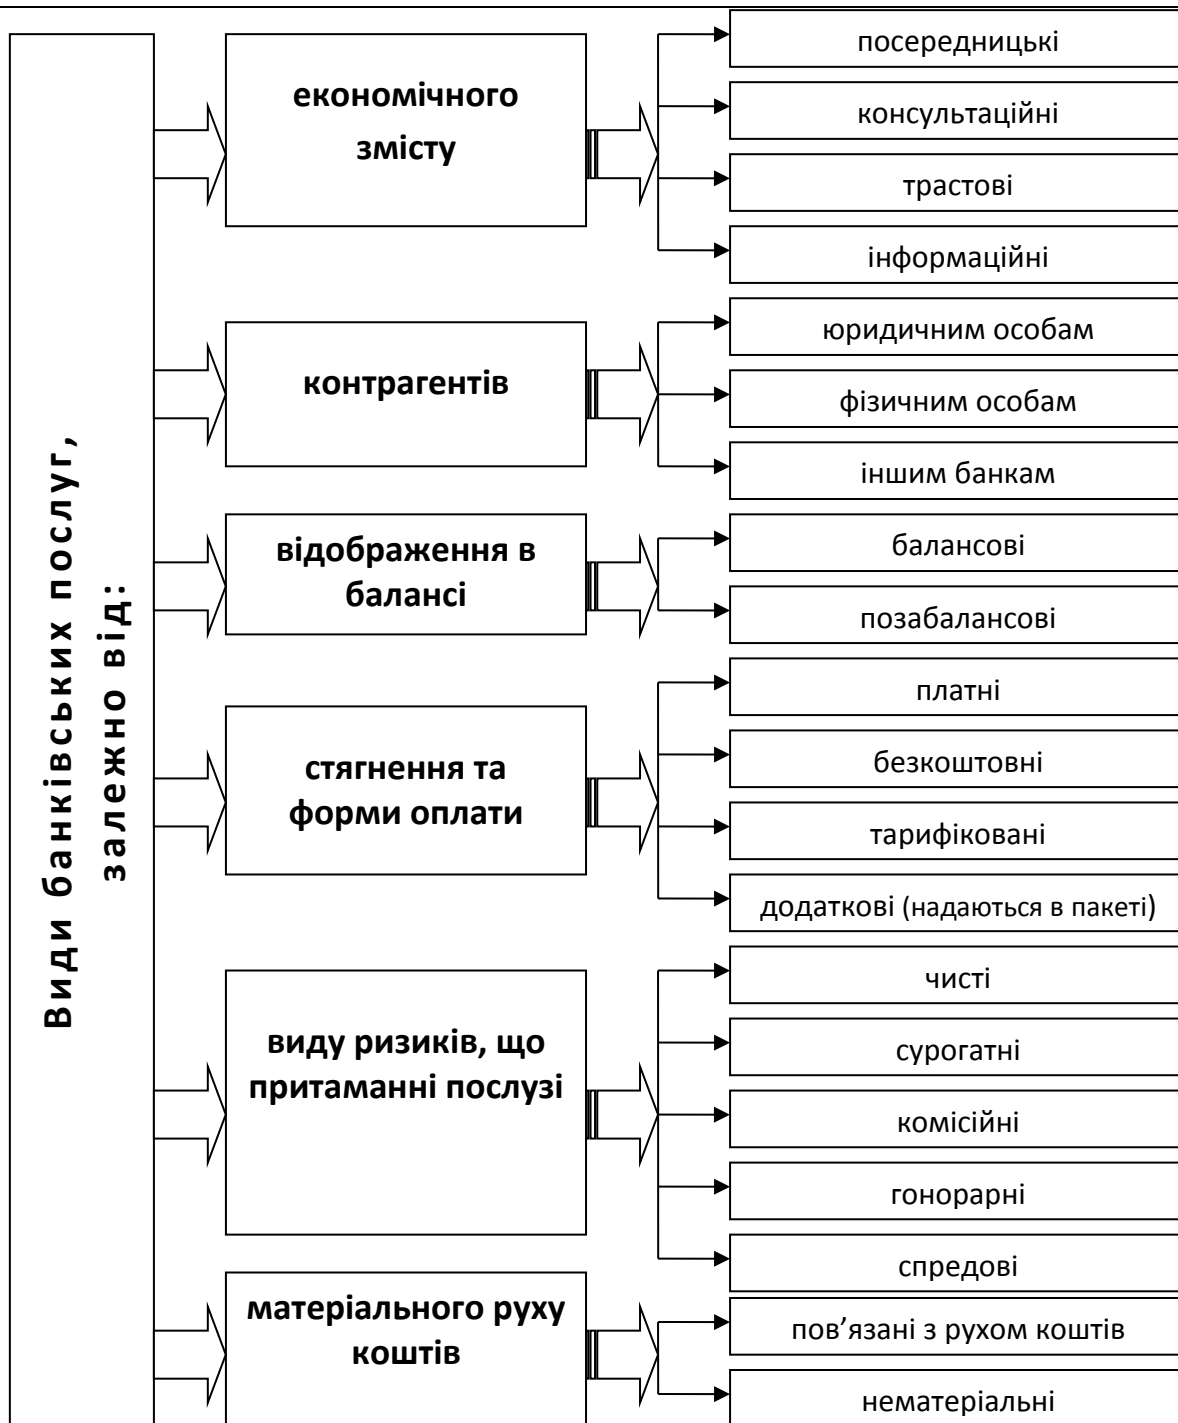 Види банківських послуг,
залежно від:
економічного
змісту
посередницькі
консультаційні
трастові
інформаційні
контрагентів
юридичним особам
фізичним особам
іншим банкам
відображення в
балансі
балансові
позабалансові
стягнення та
форми оплати
платні
безкоштовні
тарифіковані
додаткові (надаються в пакеті)
виду ризиків, що
притаманні послузі
чисті
сурогатні
комісійні
гонорарні
спредові
матеріального руху
коштів
пов’язані з рухом коштів
нематеріальні